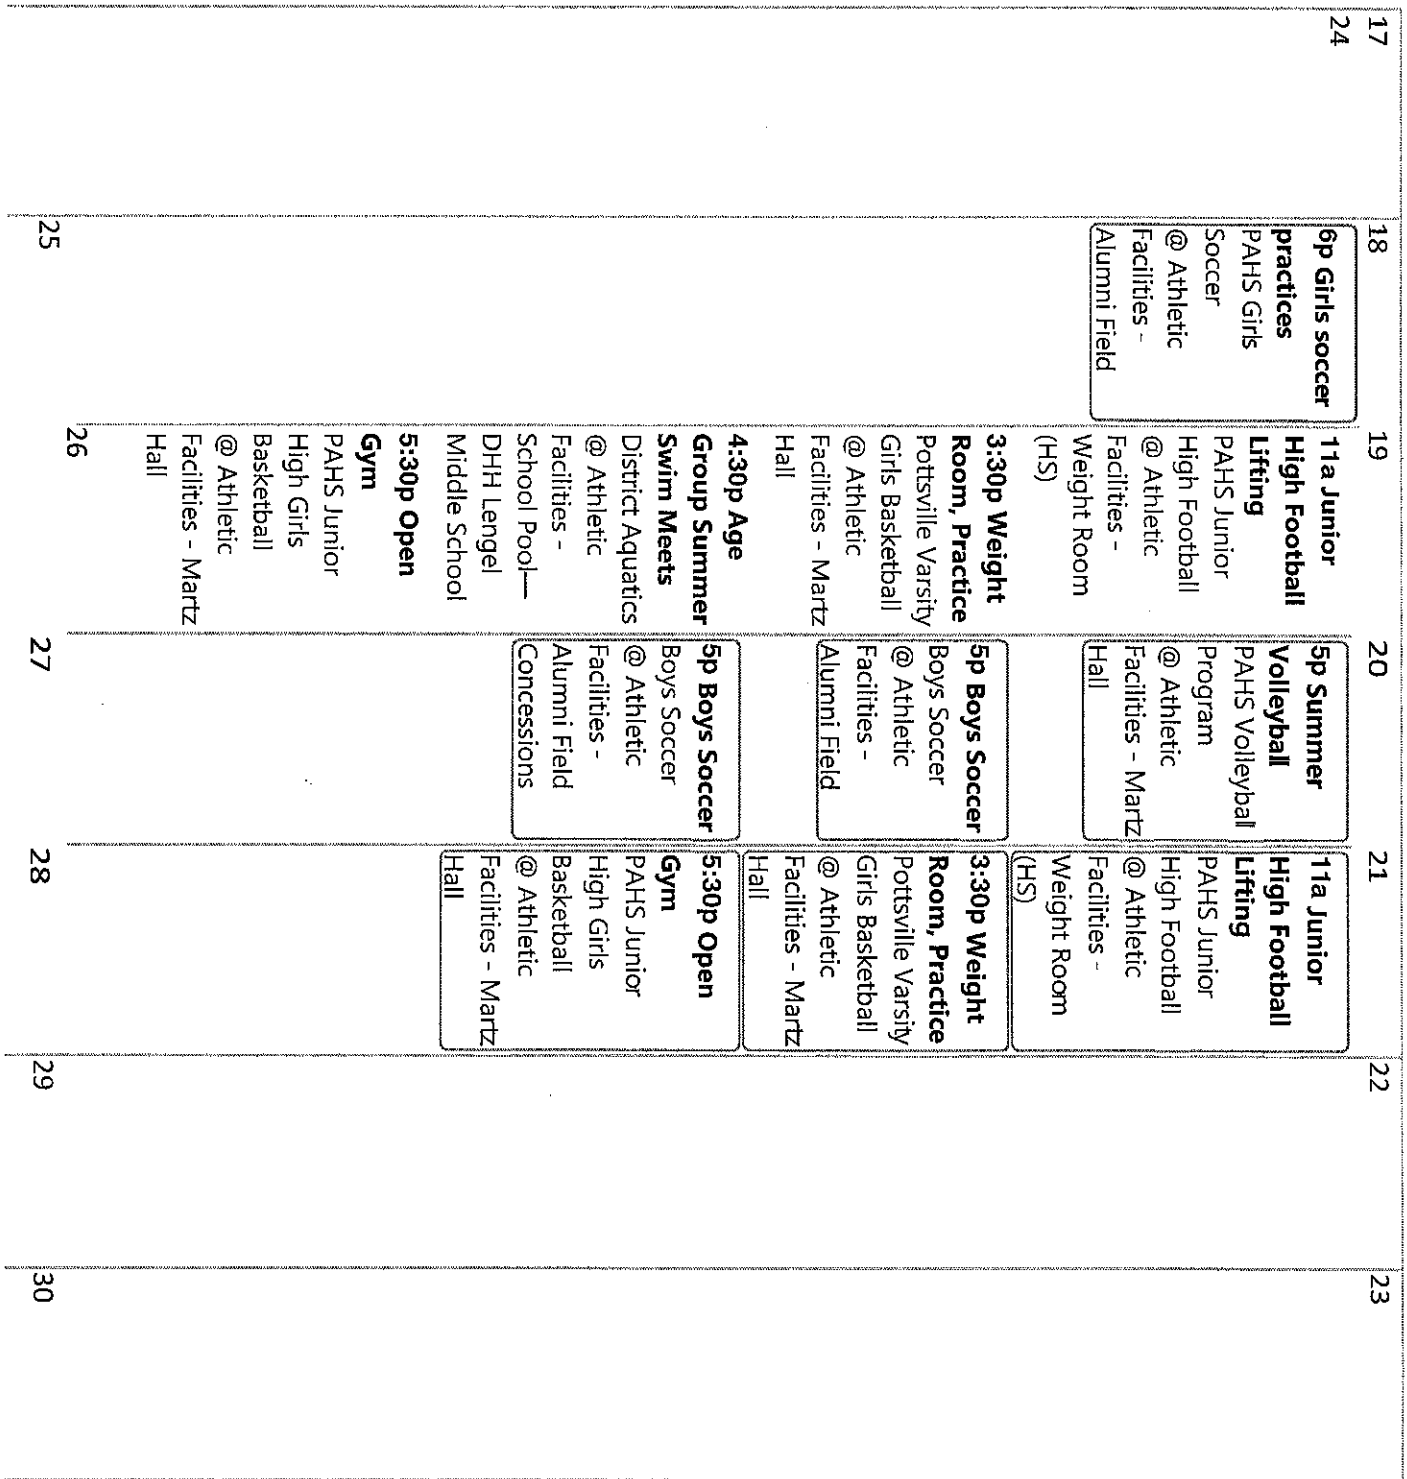 17
24
18
6p Girls soccer
practices
PAHS Girls
Soccer
@ Athletic
Facilities -
Alumni Field
19
11a Junior
High Football
Lifting
PAHS Junior
High Football
@ Athletic
Facilities -
Weight Room
(HS)
3:30p Weight
Room, Practice
Pottsville Varsity
Girls Basketball
@ Athletic
Facilities - Martz
Hall
4:30p Age
Group Summer
Swim Meets
District Aquatics
@ Athletic
Facilities -
School Pool—
DHH Lengel
Middle School
5:30p Open
Gym
PAHS Junior
High Girls
Basketball
@ Athletic
Facilities - Martz
Hall
20
5p Summer
Volleyball
PAHS Volleyball
Program
@ Athletic
Facilities - Martz
Hall
5p Boys Soccer
Boys Soccer
@ Athletic
Facilities -
Alumni Field
5p Boys Soccer
Boys Soccer
@ Athletic
Facilities -
Alumni Field
Concessions
21
11a Junior
High Football
Lifting
PAHS Junior
High Football
@ Athletic
Facilities -
Weight Room
(HS)
3:30p Weight
Room, Practice
Pottsville Varsity
Girls Basketball
@ Athletic
Facilities - Martz
Hall
5:30p Open
Gym
PAHS Junior
High Girls
Basketball
@ Athletic
Facilities - Martz
Hall
22
23
25
26
27
28
29
30